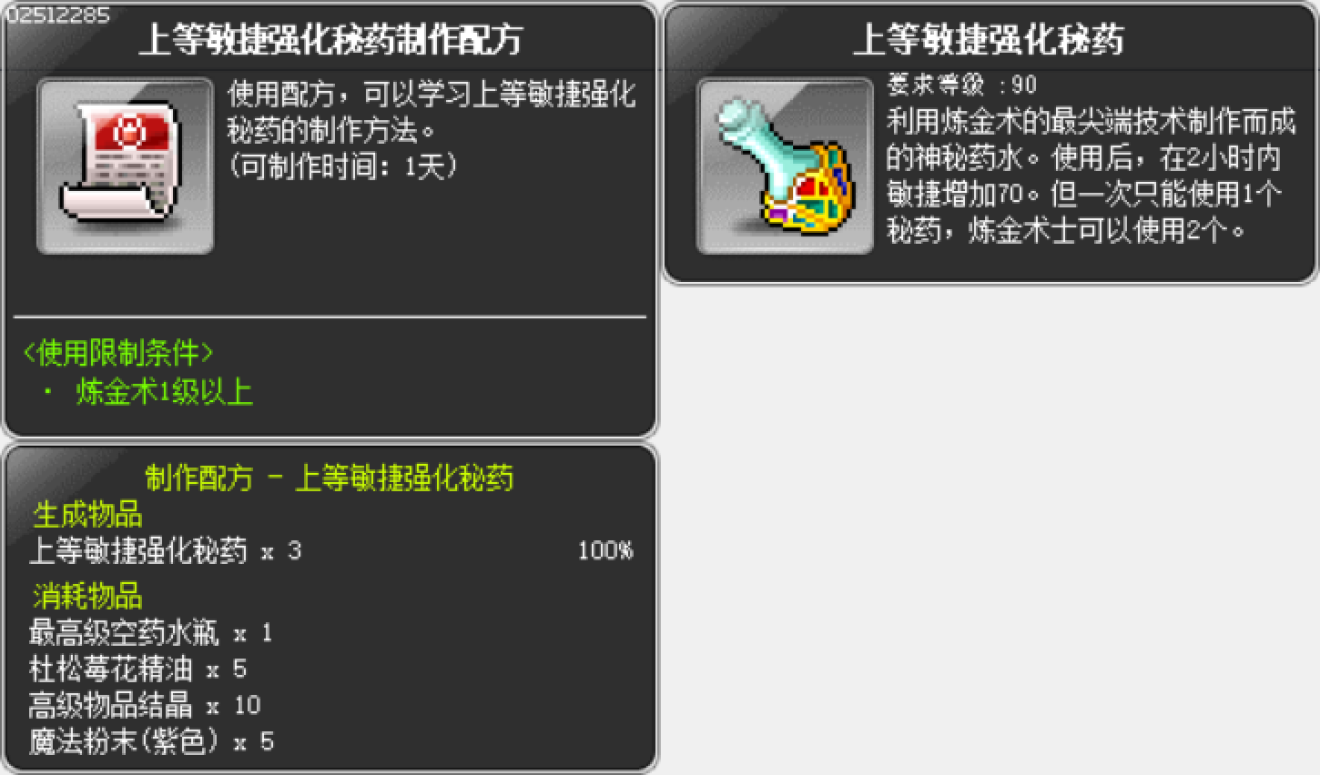 02512285
上等敏捷强化秘药制作配方
使用配方，可以学习上等敏捷强化
秘药的制作方法。
(可制作时间：1天)
<使用限制条件>
· 炼金术1级以上
制作配方 - 上等敏捷强化秘药
生成物品
上等敏捷强化秘药 x 3 100%
消耗物品
最高级空药水瓶 x 1
杜松莓花精油 x 5
高级物品结晶 x 10
魔法粉末(紫色) x 5
上等敏捷强化秘药
要求等级 :90
利用炼金术的最尖端技术制作而成
的神秘药水。使用后，在2小时内
敏捷增加70。但一次只能使用1个
秘药，炼金术士可以使用2个。